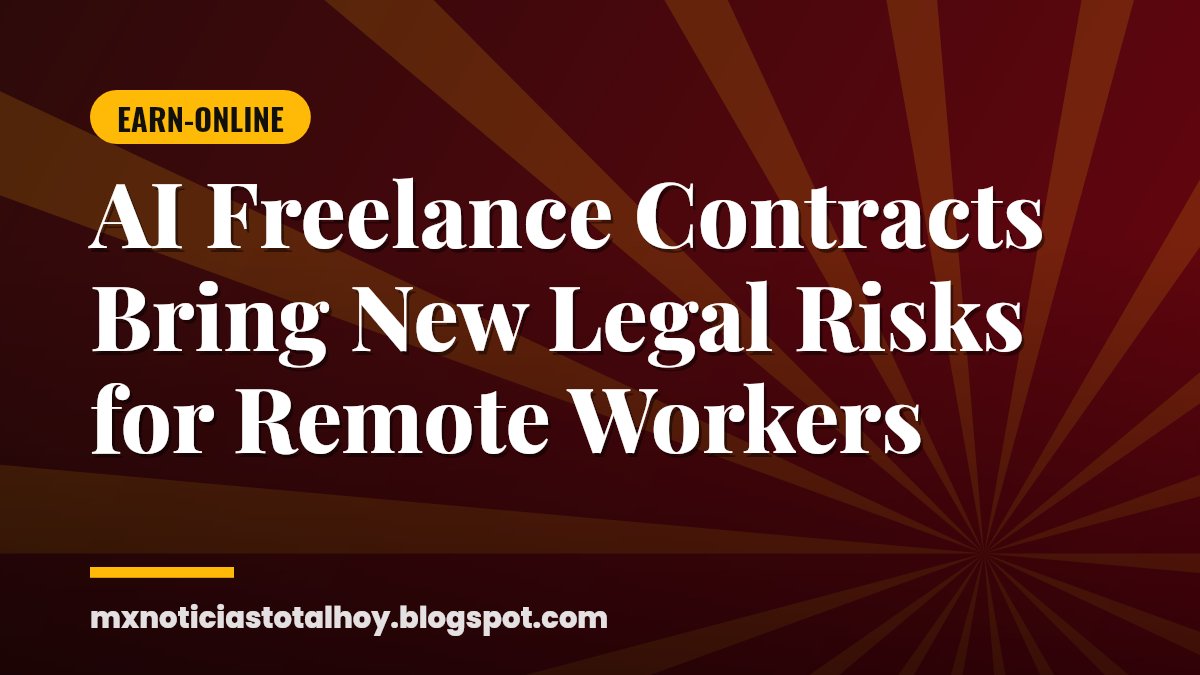 EARN-ONLINE
AI Freelance Contracts
Bring New Legal Risks
for Remote Workers
mxnoticiastotalhoy.blogspot.com